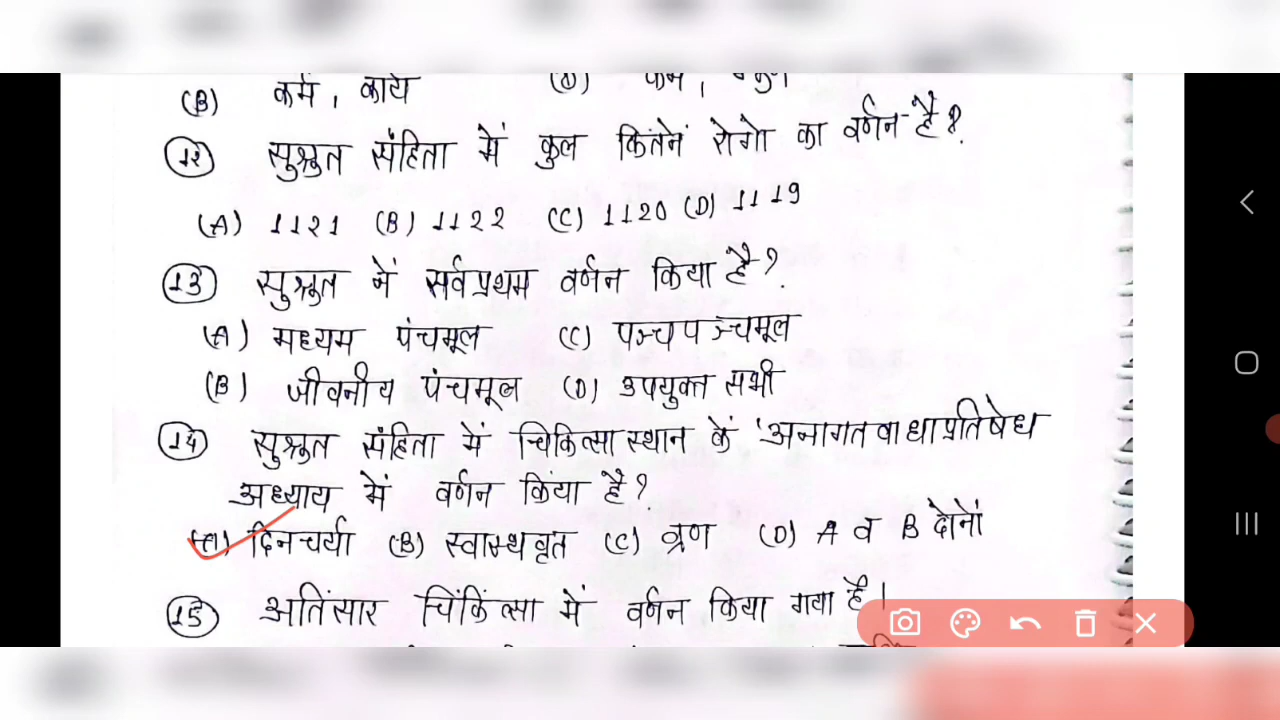 (B) कर्म, कार्य (D) कर्म,
(12) सुश्रुत संहिता में कुल कितनें रोगो का वर्णन है?
(A) 1121 (B) 1122 (C) 1120 (D) 1119
(13) सुश्रुत नें सर्वप्रथम वर्णन किया है?
(A) मध्यम पंचमूल (C) पञ्चपञ्चमूल
(B) जीवनीय पंचमूल (D) उपयुक्त सभी
(14) सुश्रुत संहिता में चिकित्सा स्थान कें 'अनागतवाधाप्रतिषेध
अध्याय में वर्णन किंया है?
(A) दिनचर्या (B) स्वास्थवृत (C) व्रण (D) A व B दोनों
(15) अतिंसार चिंकिंत्सा में वर्णन किया गया है।